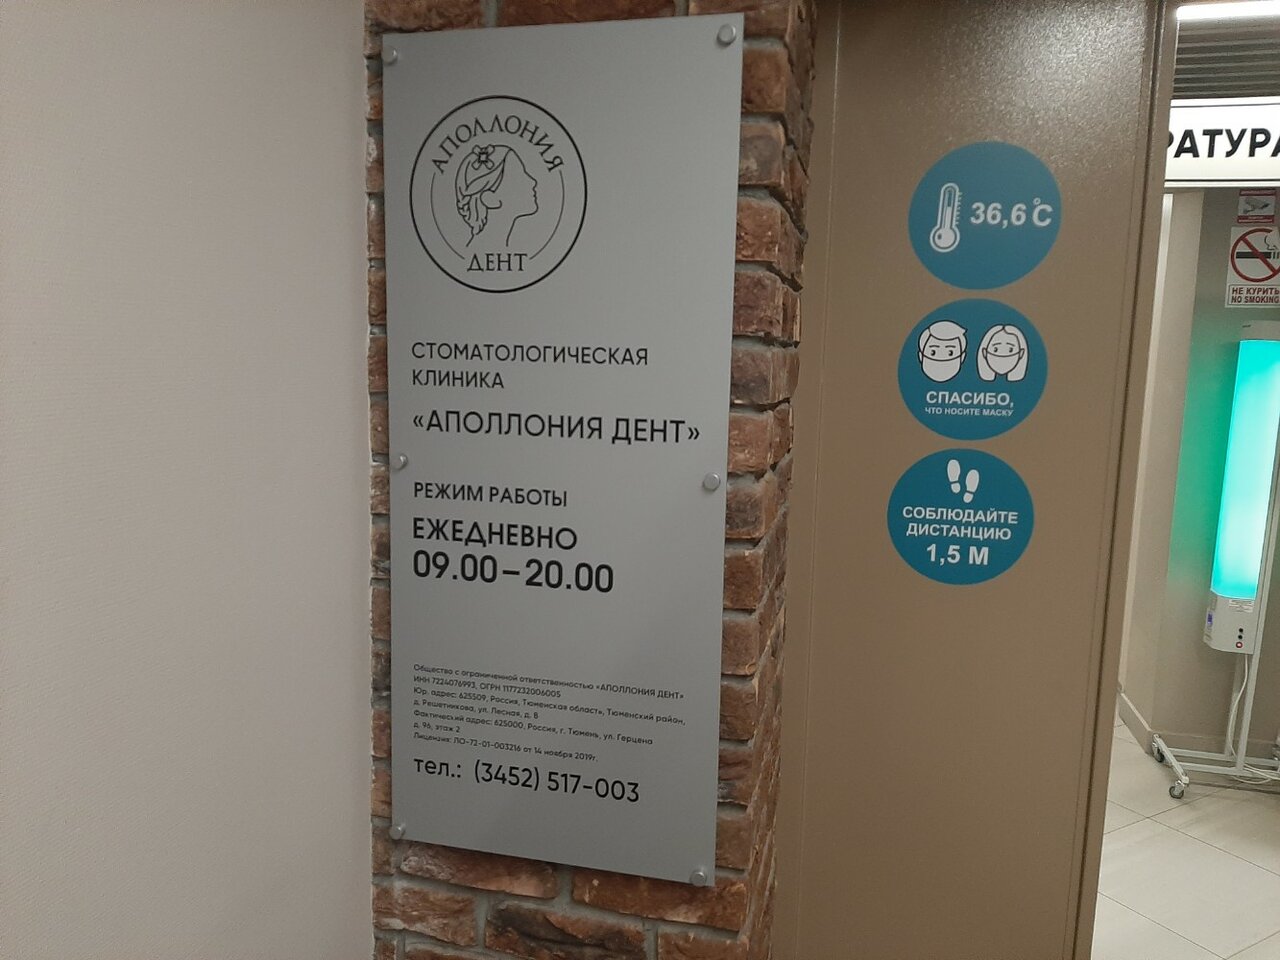 АПОЛЛОНИЯ
ДЕНТ
СТОМАТОЛОГИЧЕСКАЯ
КЛИНИКА
«АПОЛЛОНИЯ ДЕНТ»
РЕЖИМ РАБОТЫ
ЕЖЕДНЕВНО
09.00–20.00
Общество с ограниченной ответственностью «АПОЛЛОНИЯ ДЕНТ»
ИНН 7224076993, ОГРН 1177232006005
Юр. адрес: 625509, Россия, Тюменская область, Тюменский район,
д. Решетникова, ул. Лесная, д. 8
Фактический адрес: 625000, Россия, г. Тюмень, ул. Герцена
д. 96, этаж 2
Лицензия: ЛО-72-01-003216 от 14 ноября 2019г.
тел.: (3452) 517-003
36,6°C
СПАСИБО,
ЧТО НОСИТЕ МАСКУ
СОБЛЮДАЙТЕ
ДИСТАНЦИЮ
1,5 М
РАТУРА
НЕ КУРИТЬ
NO SMOKING